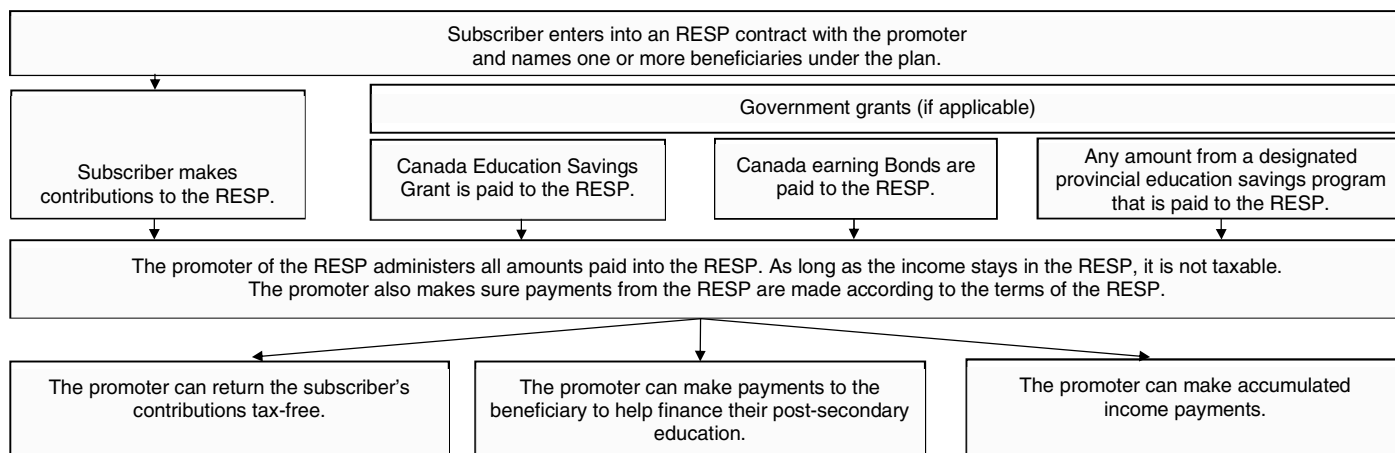 Subscriber enters into an RESP contract with the promoter
and names one or more beneficiaries under the plan.
Government grants (if applicable)
Subscriber makes
contributions to the RESP.
Canada Education Savings
Grant is paid to the RESP.
Canada earning Bonds are
paid to the RESP.
Any amount from a designated
provincial education savings program
that is paid to the RESP.
The promoter of the RESP administers all amounts paid into the RESP. As long as the income stays in the RESP, it is not taxable.
The promoter also makes sure payments from the RESP are made according to the terms of the RESP.
The promoter can return the subscriber’s
contributions tax-free.
The promoter can make payments to the
beneficiary to help finance their post-secondary
education.
The promoter can make accumulated
income payments.